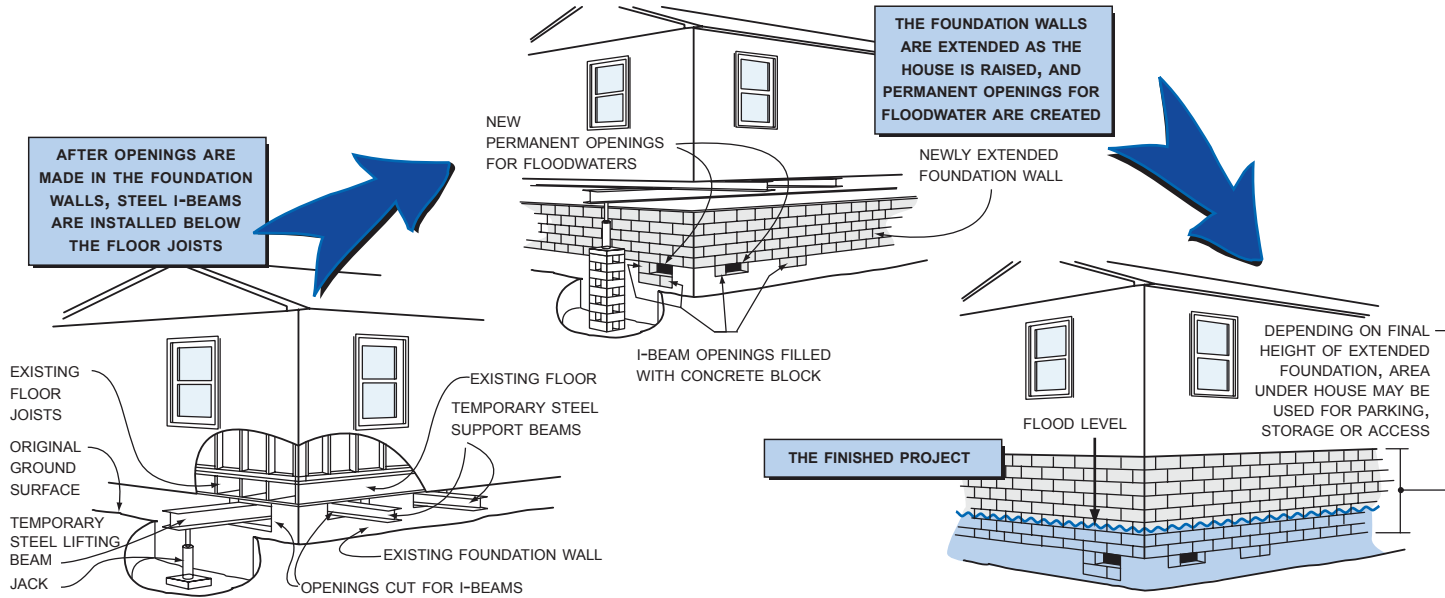 AFTER OPENINGS ARE
MADE IN THE FOUNDATION
WALLS, STEEL I-BEAMS
ARE INSTALLED BELOW
THE FLOOR JOISTS
EXISTING
FLOOR
JOISTS
ORIGINAL
GROUND
SURFACE
TEMPORARY
STEEL LIFTING
BEAM
JACK
EXISTING FLOOR
TEMPORARY STEEL
SUPPORT BEAMS
EXISTING FOUNDATION WALL
OPENINGS CUT FOR I-BEAMS
THE FOUNDATION WALLS
ARE EXTENDED AS THE
HOUSE IS RAISED, AND
PERMANENT OPENINGS FOR
FLOODWATER ARE CREATED
NEW
PERMANENT OPENINGS
FOR FLOODWATERS
NEWLY EXTENDED
FOUNDATION WALL
I-BEAM OPENINGS FILLED
WITH CONCRETE BLOCK
THE FINISHED PROJECT
FLOOD LEVEL
DEPENDING ON FINAL
HEIGHT OF EXTENDED
FOUNDATION, AREA
UNDER HOUSE MAY BE
USED FOR PARKING,
STORAGE OR ACCESS